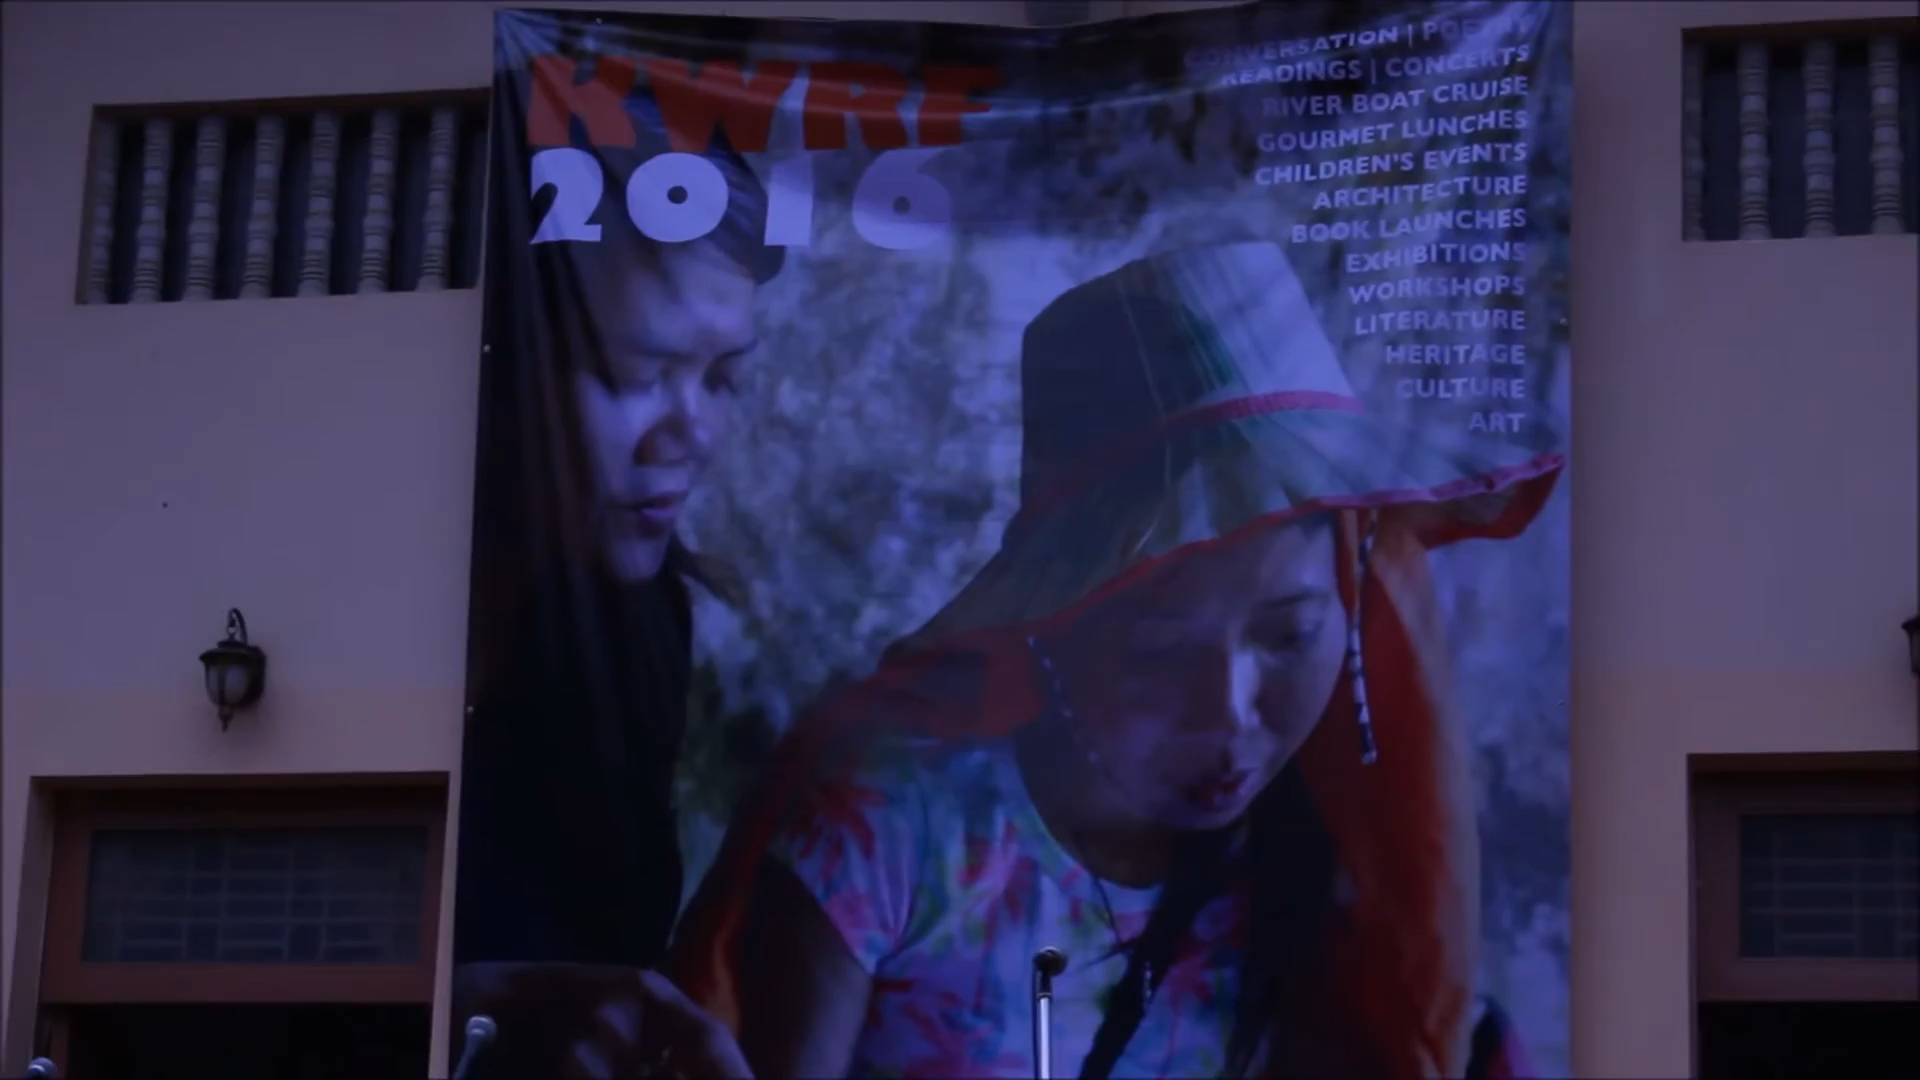 KWRF
2016
CONVERSATION | POETRY
READINGS | CONCERTS
RIVER BOAT CRUISE
GOURMET LUNCHES
CHILDREN'S EVENTS
ARCHITECTURE
BOOK LAUNCHES
EXHIBITIONS
WORKSHOPS
LITERATURE
HERITAGE
CULTURE
ART